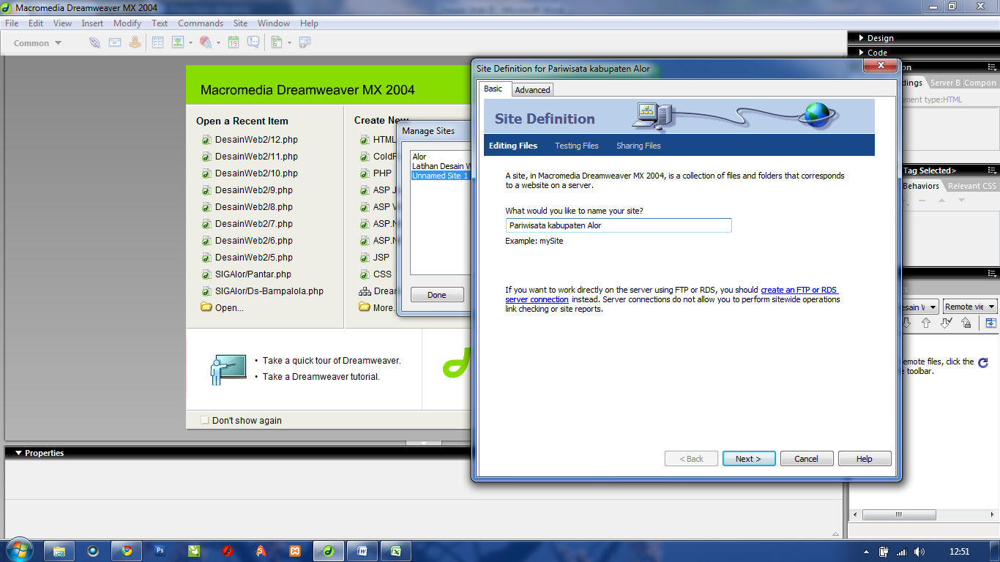 Macromedia Dreamweaver MX 2004
File Edit View Insert Modify Text Commands Site Window Help
Common
Design
Code
Macromedia Dreamweaver MX 2004
Open a Recent Item
DesainWeb2/12.php
DesainWeb2/11.php
DesainWeb2/10.php
DesainWeb2/9.php
DesainWeb2/8.php
DesainWeb2/7.php
DesainWeb2/6.php
DesainWeb2/5.php
SIGAlor/Pantar.php
SIGAlor/Ds-Bampalola.php
Open...
Create New
HTML
ColdF
PHP
ASP J
ASP V
ASP.N
ASP.N
JSP
CSS
Drea
More.
Take a quick tour of Dreamweaver.
Take a Dreamweaver tutorial.
Don't show again
Manage Sites
Alor
Latihan Desain W
Unnamed Site 1
Done
Site Definition for Pariwisata kabupaten Alor
Basic Advanced
Site Definition
Editing Files Testing Files Sharing Files
A site, in Macromedia Dreamweaver MX 2004, is a collection of files and folders that corresponds
to a website on a server.
What would you like to name your site?
Pariwisata kabupaten Alor
Example: mySite
If you want to work directly on the server using FTP or RDS, you should create an FTP or RDS
server connection instead. Server connections do not allow you to perform sitewide operations
link checking or site reports.
< Back Next > Cancel Help
on
dings Server B Compon
ument type:HTML
Tag Selected>
Behaviors Relevant CSS
esain W Remote vie
emote files, click the
e toolbar.
Properties
Ps
12:51